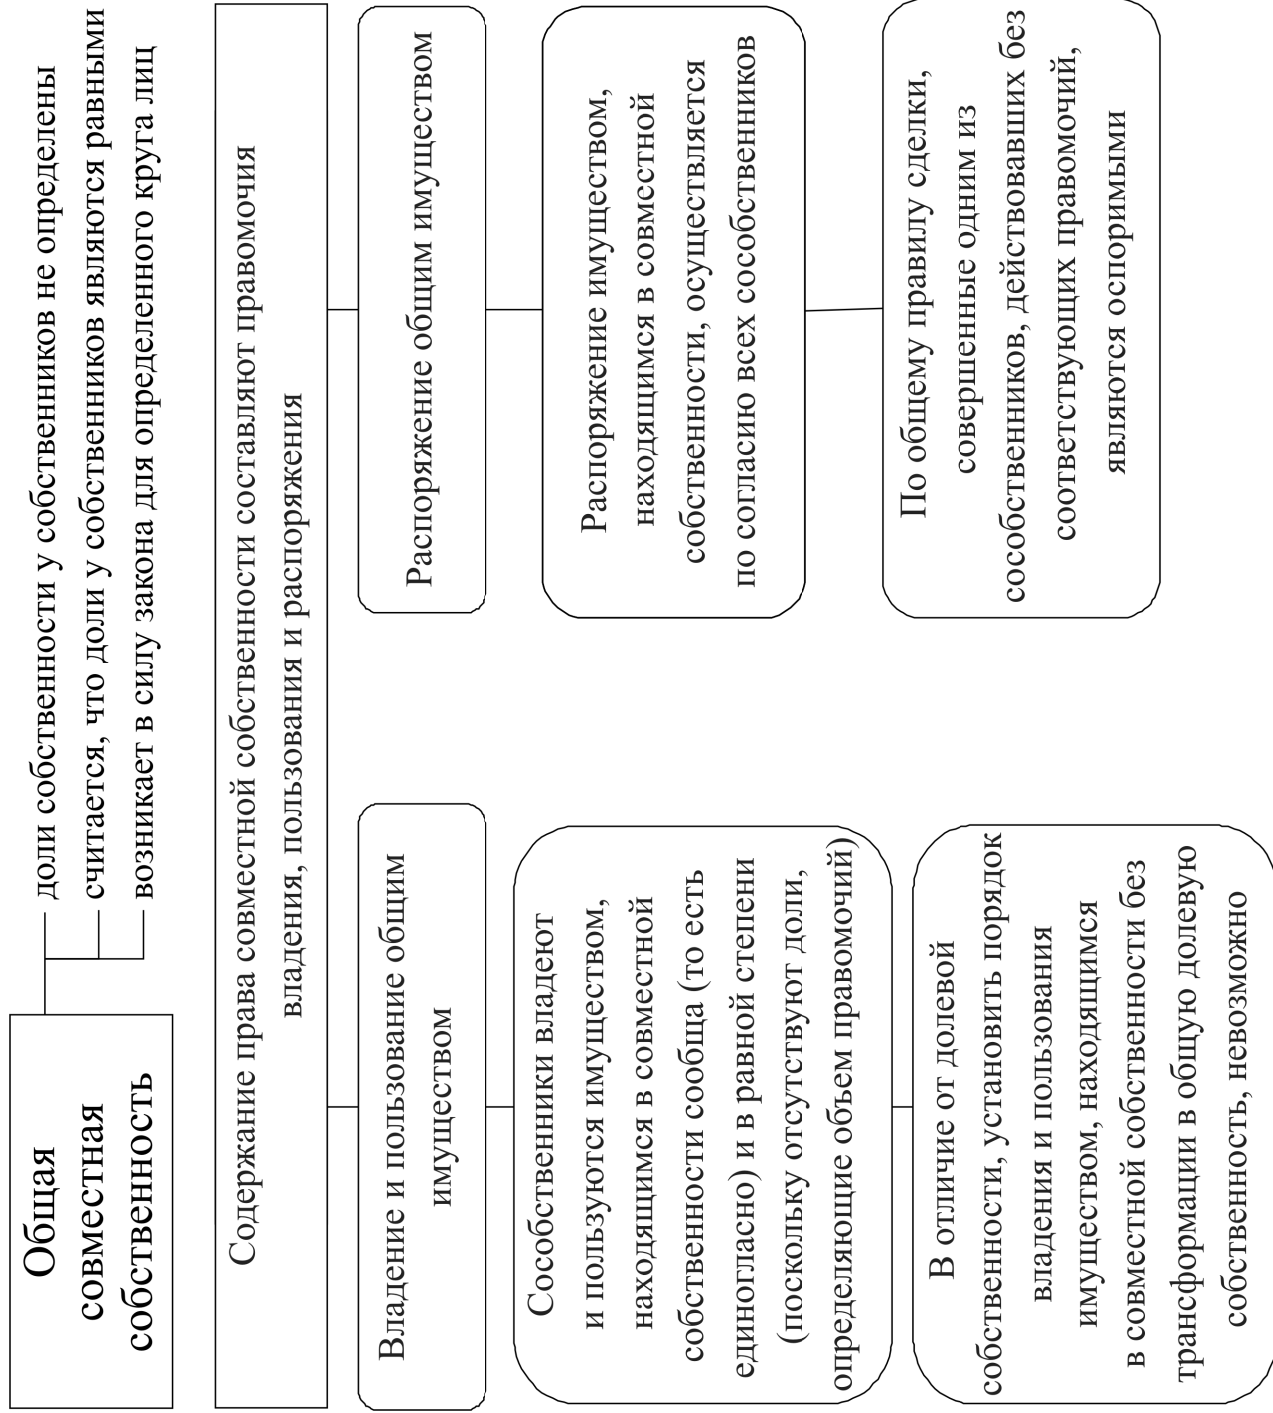 Общая
совместная
собственность
доли собственности у собственников не определены
считается, что доли у собственников являются равными
возникает в силу закона для определенного круга лиц
Содержание права совместной собственности составляют правомочия
владения, пользования и распоряжения
Владение и пользование общим
имуществом
Сособственники владеют
и пользуются имуществом,
находящимся в совместной
собственности сообща (то есть
единогласно) и в равной степени
(поскольку отсутствуют доли,
определяющие объем правомочий)
В отличие от долевой
собственности, установить порядок
владения и пользования
имуществом, находящимся
в совместной собственности без
трансформации в общую долевую
собственность, невозможно
Распоряжение общим имуществом
Распоряжение имуществом,
находящимся в совместной
собственности, осуществляется
по согласию всех сособственников
По общему правилу сделки,
совершенные одним из
сособственников, действовавших без
соответствующих правомочий,
являются оспоримыми